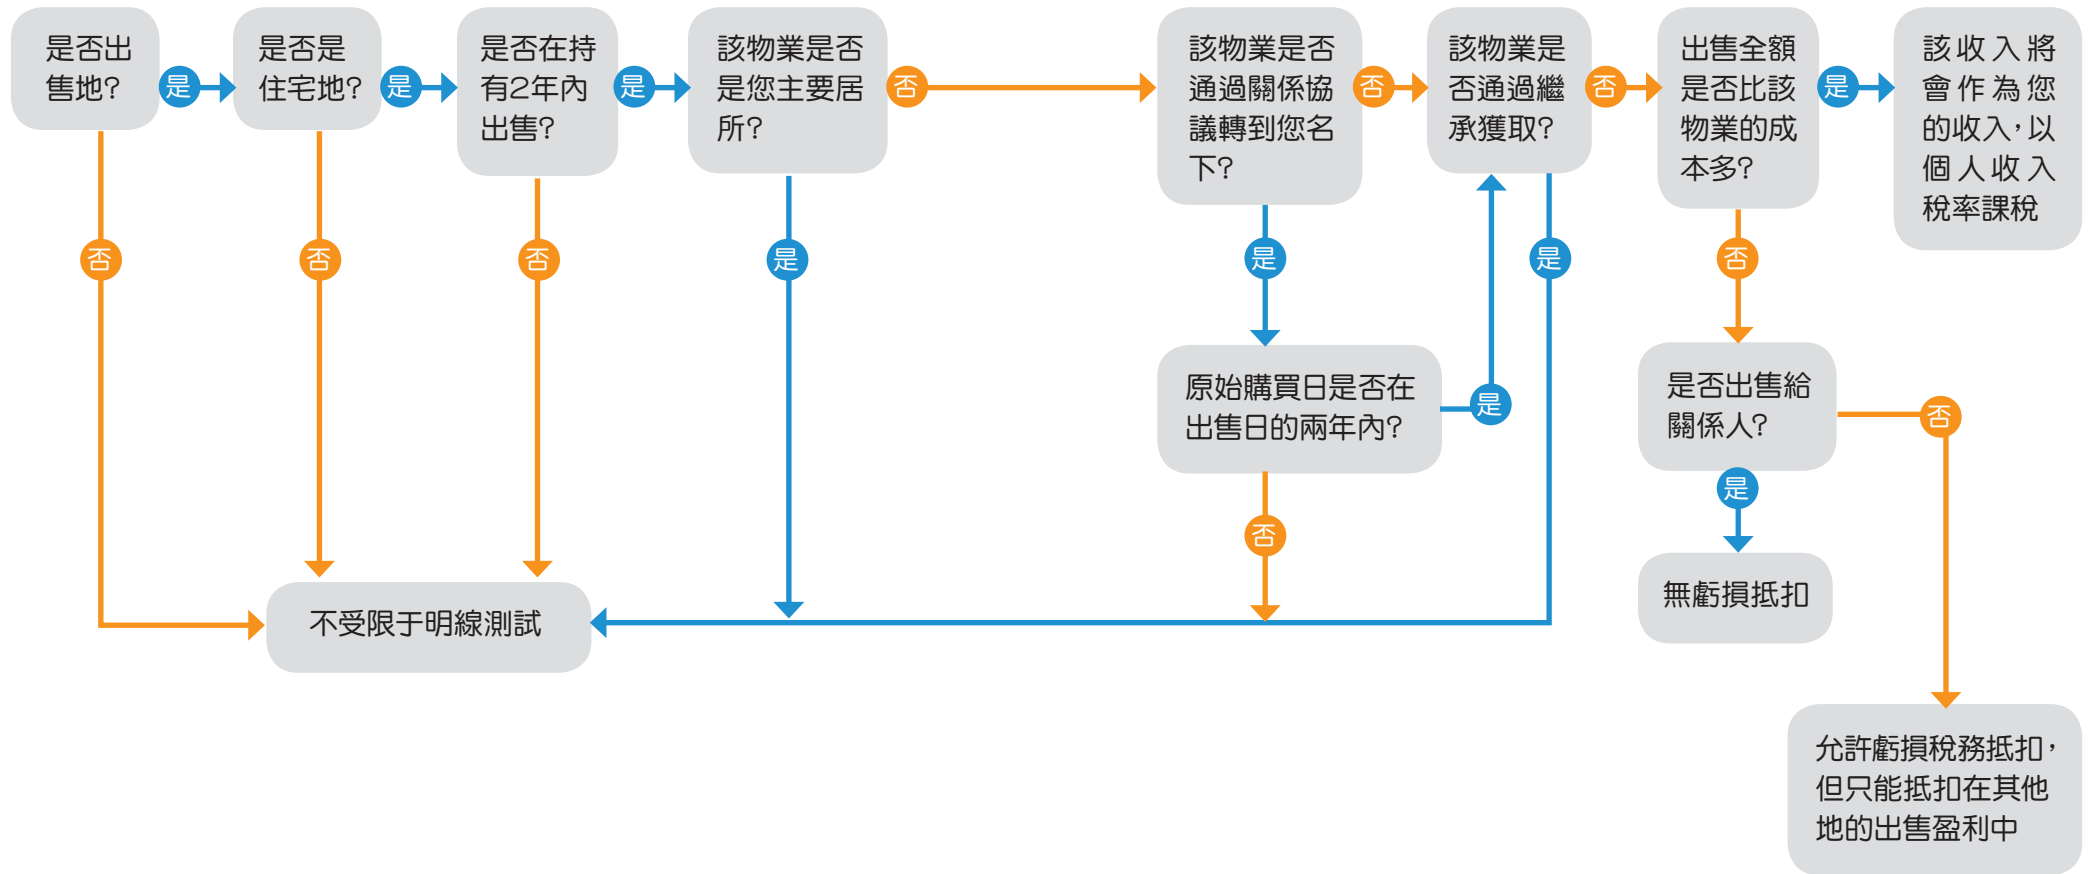 是否出
售地?
是
是否是
住宅地?
是
是否在持
有2年內
出售?
是
該物業是否
是您主要居
所?
否
該物業是否
通過關係協
議轉到您名
下?
否
該物業是
否通過繼
承獲取?
否
出售全額
是否比該
物業的成
本多?
是
該收入將
會作為您
的收入，以
個人收入
稅率課稅
否
否
否
是
是
是
否
原始購買日是否在
出售日的兩年內?
是
是否出售給
關係人?
否
是
否
無虧損抵扣
不受限于明線測試
允許虧損稅務抵扣，
但只能抵扣在其他
地的出售盈利中